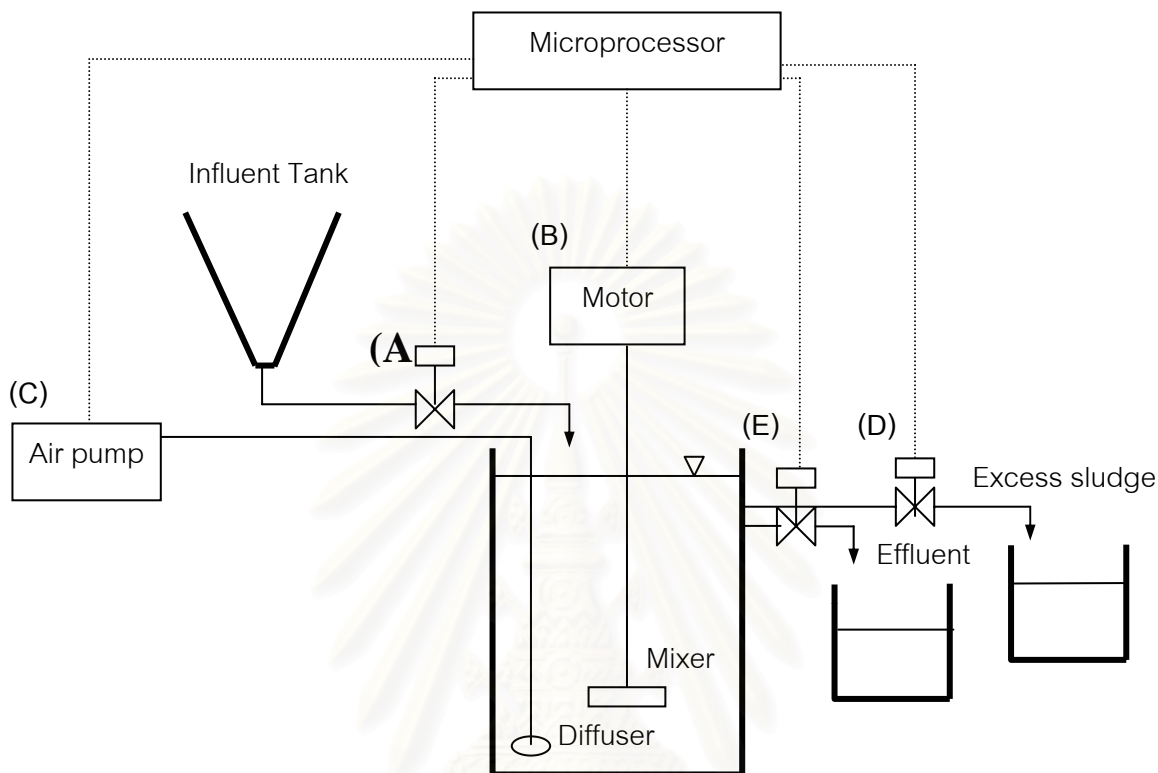 Microprocessor
Influent Tank
(B)
Motor
(A
(C)
Air pump
(E)
(D)
Excess sludge
Effluent
Mixer
Diffuser